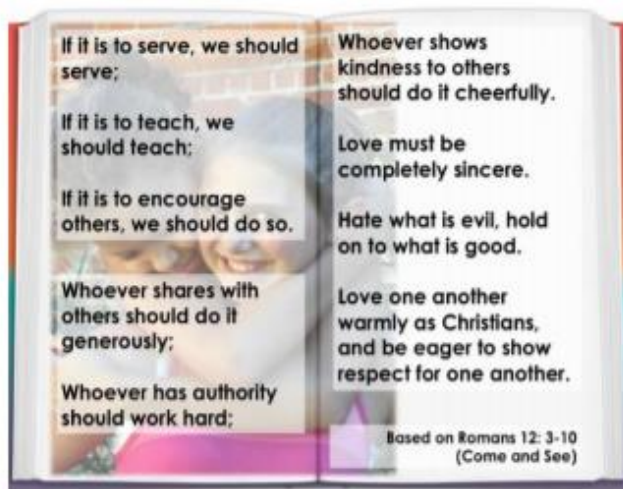 If it is to serve, we should
serve;
If it is to teach, we
should teach;
If it is to encourage
others, we should do so.
Whoever shares with
others should do it
generously;
Whoever has authority
should work hard;
Whoever shows
kindness to others
should do it cheerfully.
Love must be
completely sincere.
Hate what is evil, hold
on to what is good.
Love one another
warmly as Christians,
and be eager to show
respect for one another.
Based on Romans 12: 3-10
(Come and See)